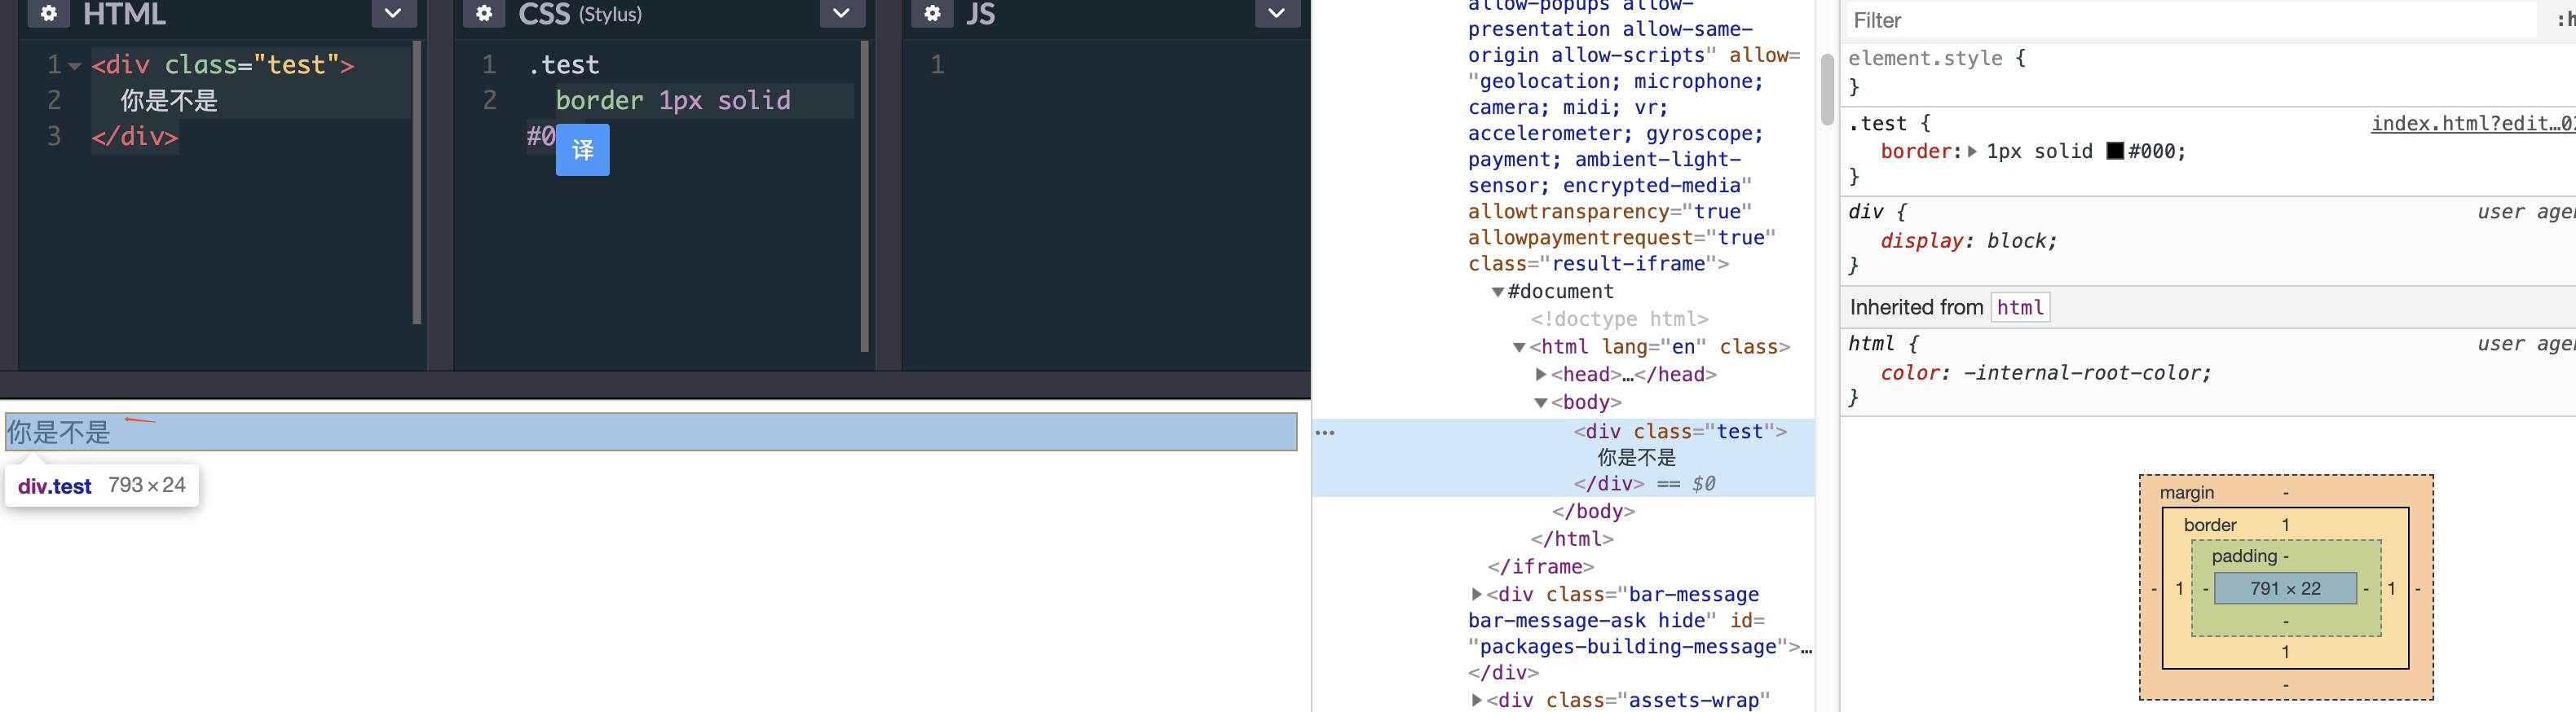 HTML
CSS (Stylus)
JS
1 <div class="test">
2 你是不是
3 </div>
1 .test
2 border 1px solid
#0
译
1
你是不是
div.test 793 × 24
allow-popups allow-
presentation allow-same-
origin allow-scripts" allow=
"geolocation; microphone;
camera; midi; vr;
accelerometer; gyroscope;
payment; ambient-light-
sensor; encrypted-media"
allowtransparency="true"
allowpaymentrequest="true"
class="result-iframe">
#document
<!doctype html>
<html lang="en" class>
<head>…</head>
<body>
<div class="test">
你是不是
</div> == $0
</body>
</html>
</iframe>
<div class="bar-message
bar-message-ask hide" id=
"packages-building-message">…
</div>
<div class="assets-wrap"
Filter
element.style {
}
.test {
index.html?edit…0
border: 1px solid #000;
}
div {
user age
display: block;
}
Inherited from html
html {
user age
color: -internal-root-color;
}
margin -
border 1
padding -
- 1 - 791 × 22 - 1 -
-
1
-